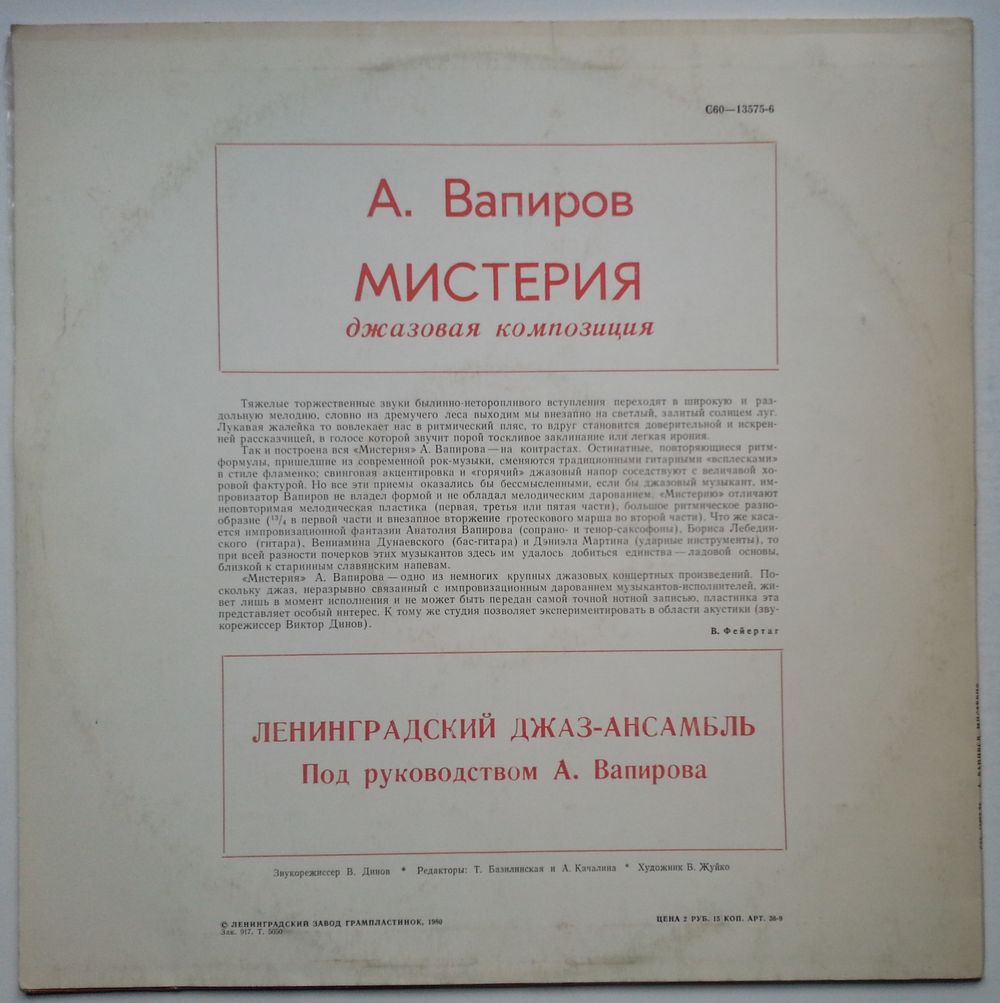 С60—13575-6
А. Вапиров
МИСТЕРИЯ
джазовая композиция
Тяжелые торжественные звуки былинно-неторопливого вступления переходят в широкую и раз-
дольную мелодию, словно из дремучего леса выходим мы внезапно на светлый, залитый солнцем луг.
Лукавая жалейка то вовлекает нас в ритмический пляс, то вдруг становится доверительной и искрен-
ней рассказчицей, в голосе которой звучит порой тоскливое заклинание или легкая ирония.
Так и построена вся «Мистерия» А. Вапирова—на контрастах. Остинатные, повторяющиеся ритм-
формулы, пришедшие из современной рок-музыки, сменяются традиционными гитарными «всплесками»
в стиле фламенко; свинговая акцентировка и «горячий» джазовый напор соседствуют с величавой хо-
ровой фактурой. Но все эти приемы оказались бы бессмысленными, если бы джазовый музыкант, им-
провизатор Вапиров не владел формой и не обладал мелодическим дарованием. «Мистерию» отличают
неповторимая мелодическая пластика (первая, третья или пятая части), большое ритмическое разно-
образие (13/4 в первой части и внезапное вторжение гротескового марша во второй части). Что же каса-
ется импровизационной фантазии Анатолия Вапирова (сопрано- и тенор-саксофоны), Бориса Лебедин-
ского (гитара), Вениамина Дунаевского (бас-гитара) и Дэниэла Мартина (ударные инструменты), то
при всей разности почерков этих музыкантов здесь им удалось добиться единства—ладовой основы,
близкой к старинным славянским напевам.
«Мистерия» А. Вапирова—одно из немногих крупных джазовых концертных произведений. По-
скольку джаз, неразрывно связанный с импровизационным дарованием музыкантов-исполнителей, жи-
вет лишь в момент исполнения и не может быть передан самой точной нотной записью, пластинка эта
представляет особый интерес. К тому же студия позволяет экспериментировать в области акустики (зву-
корежиссер Виктор Динов).
В. Фейертаг
ЛЕНИНГРАДСКИЙ ДЖАЗ-АНСАМБЛЬ
Под руководством А. Вапирова
Звукорежиссер В. Динов * Редакторы: Т. Базилинская и А. Качалина * Художник В. Жуйко
© ЛЕНИНГРАДСКИЙ ЗАВОД ГРАМПЛАСТИНОК, 1980
Зак. 917. Т. 5050
ЦЕНА 2 РУБ. 15 КОП. АРТ. 36-9